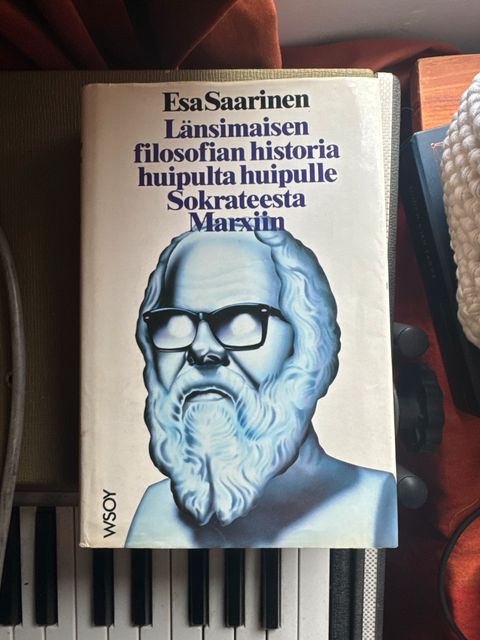 Esa Saarinen
Länsimaisen
filosofian historia
huipulta huipulle
Sokrateesta
Marxiin
WSOY